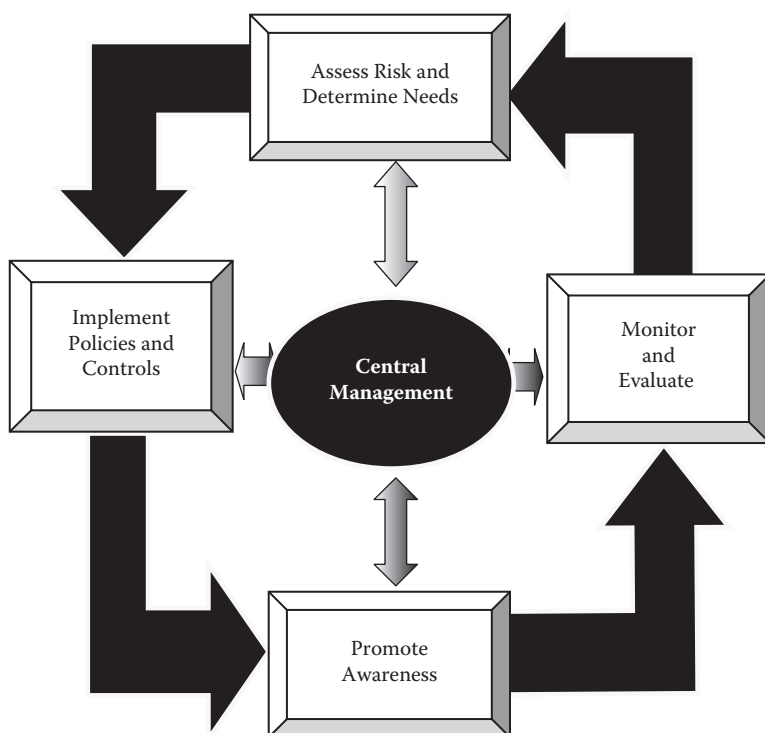 Assess Risk and
Determine Needs
Implement
Policies and
Controls
Central
Management
Monitor
and
Evaluate
Promote
Awareness